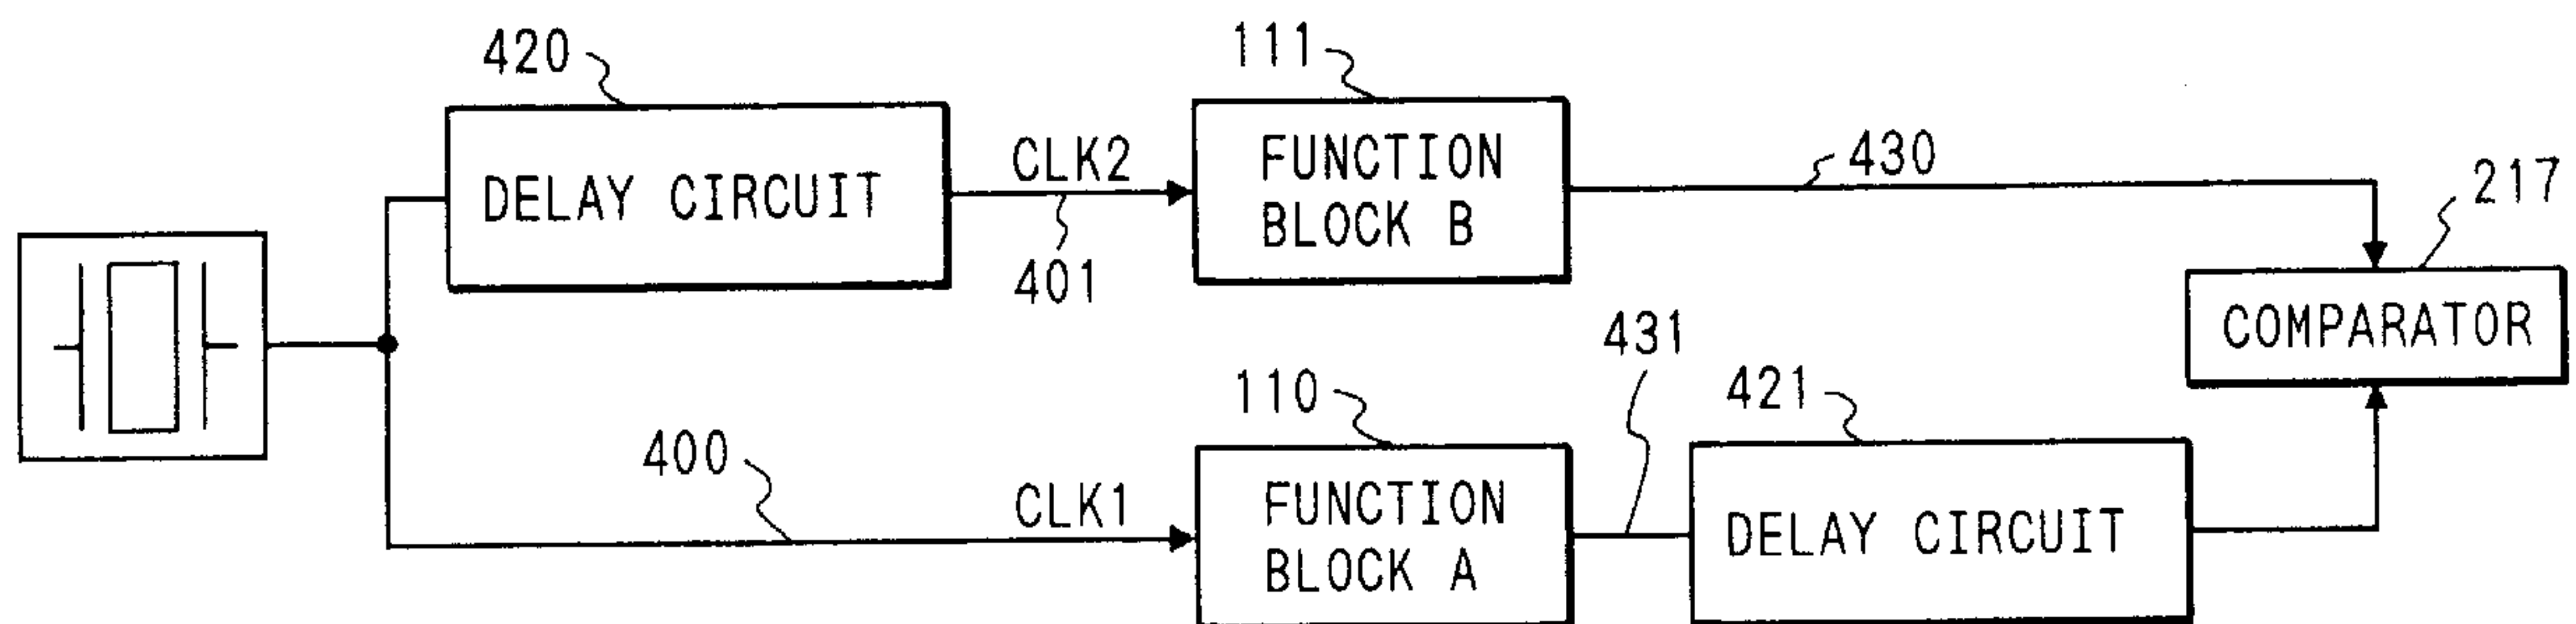 420
111
DELAY CIRCUIT
CLK2
401
FUNCTION
BLOCK B
430
217
COMPARATOR
400
CLK1
110
FUNCTION
BLOCK A
431
421
DELAY CIRCUIT